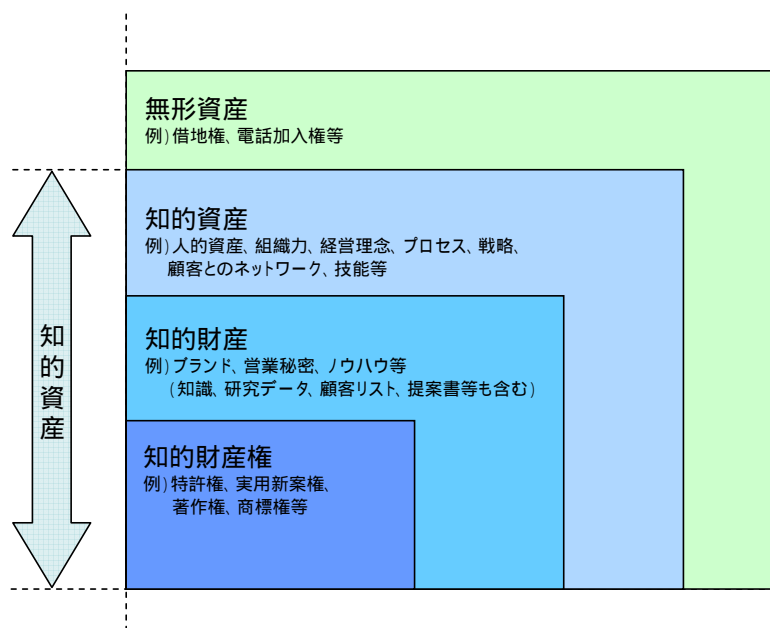 無形資産
例)借地権、電話加入権等
知的資産
例)人的資産、組織力、経営理念、プロセス、戦略、
顧客とのネットワーク、技能等
知的財産
例)ブランド、営業秘密、ノウハウ等
(知識、研究データ、顧客リスト、提案書等も含む)
知的財産権
例)特許権、実用新案権、
著作権、商標権等
知的資産